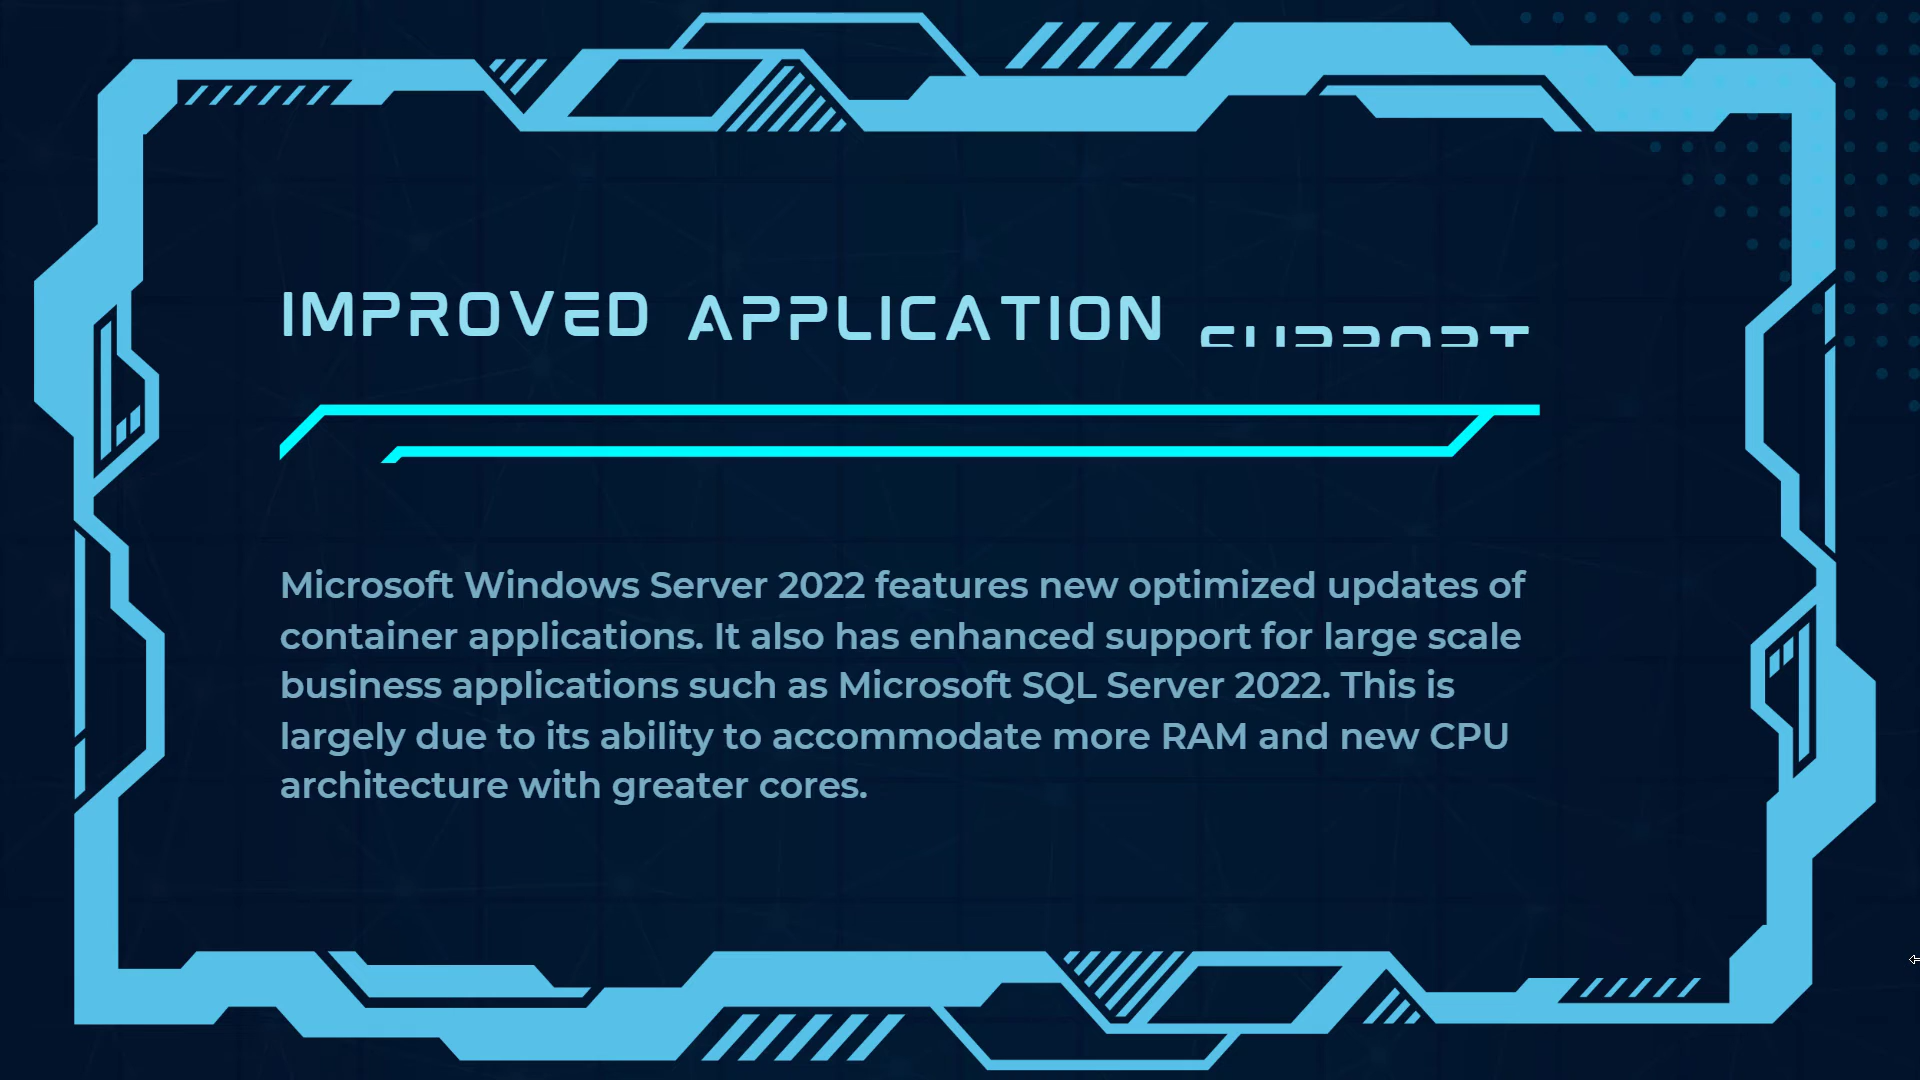 IMPROVED APPLICATION SUPPORT
Microsoft Windows Server 2022 features new optimized updates of
container applications. It also has enhanced support for large scale
business applications such as Microsoft SQL Server 2022. This is
largely due to its ability to accommodate more RAM and new CPU
architecture with greater cores.